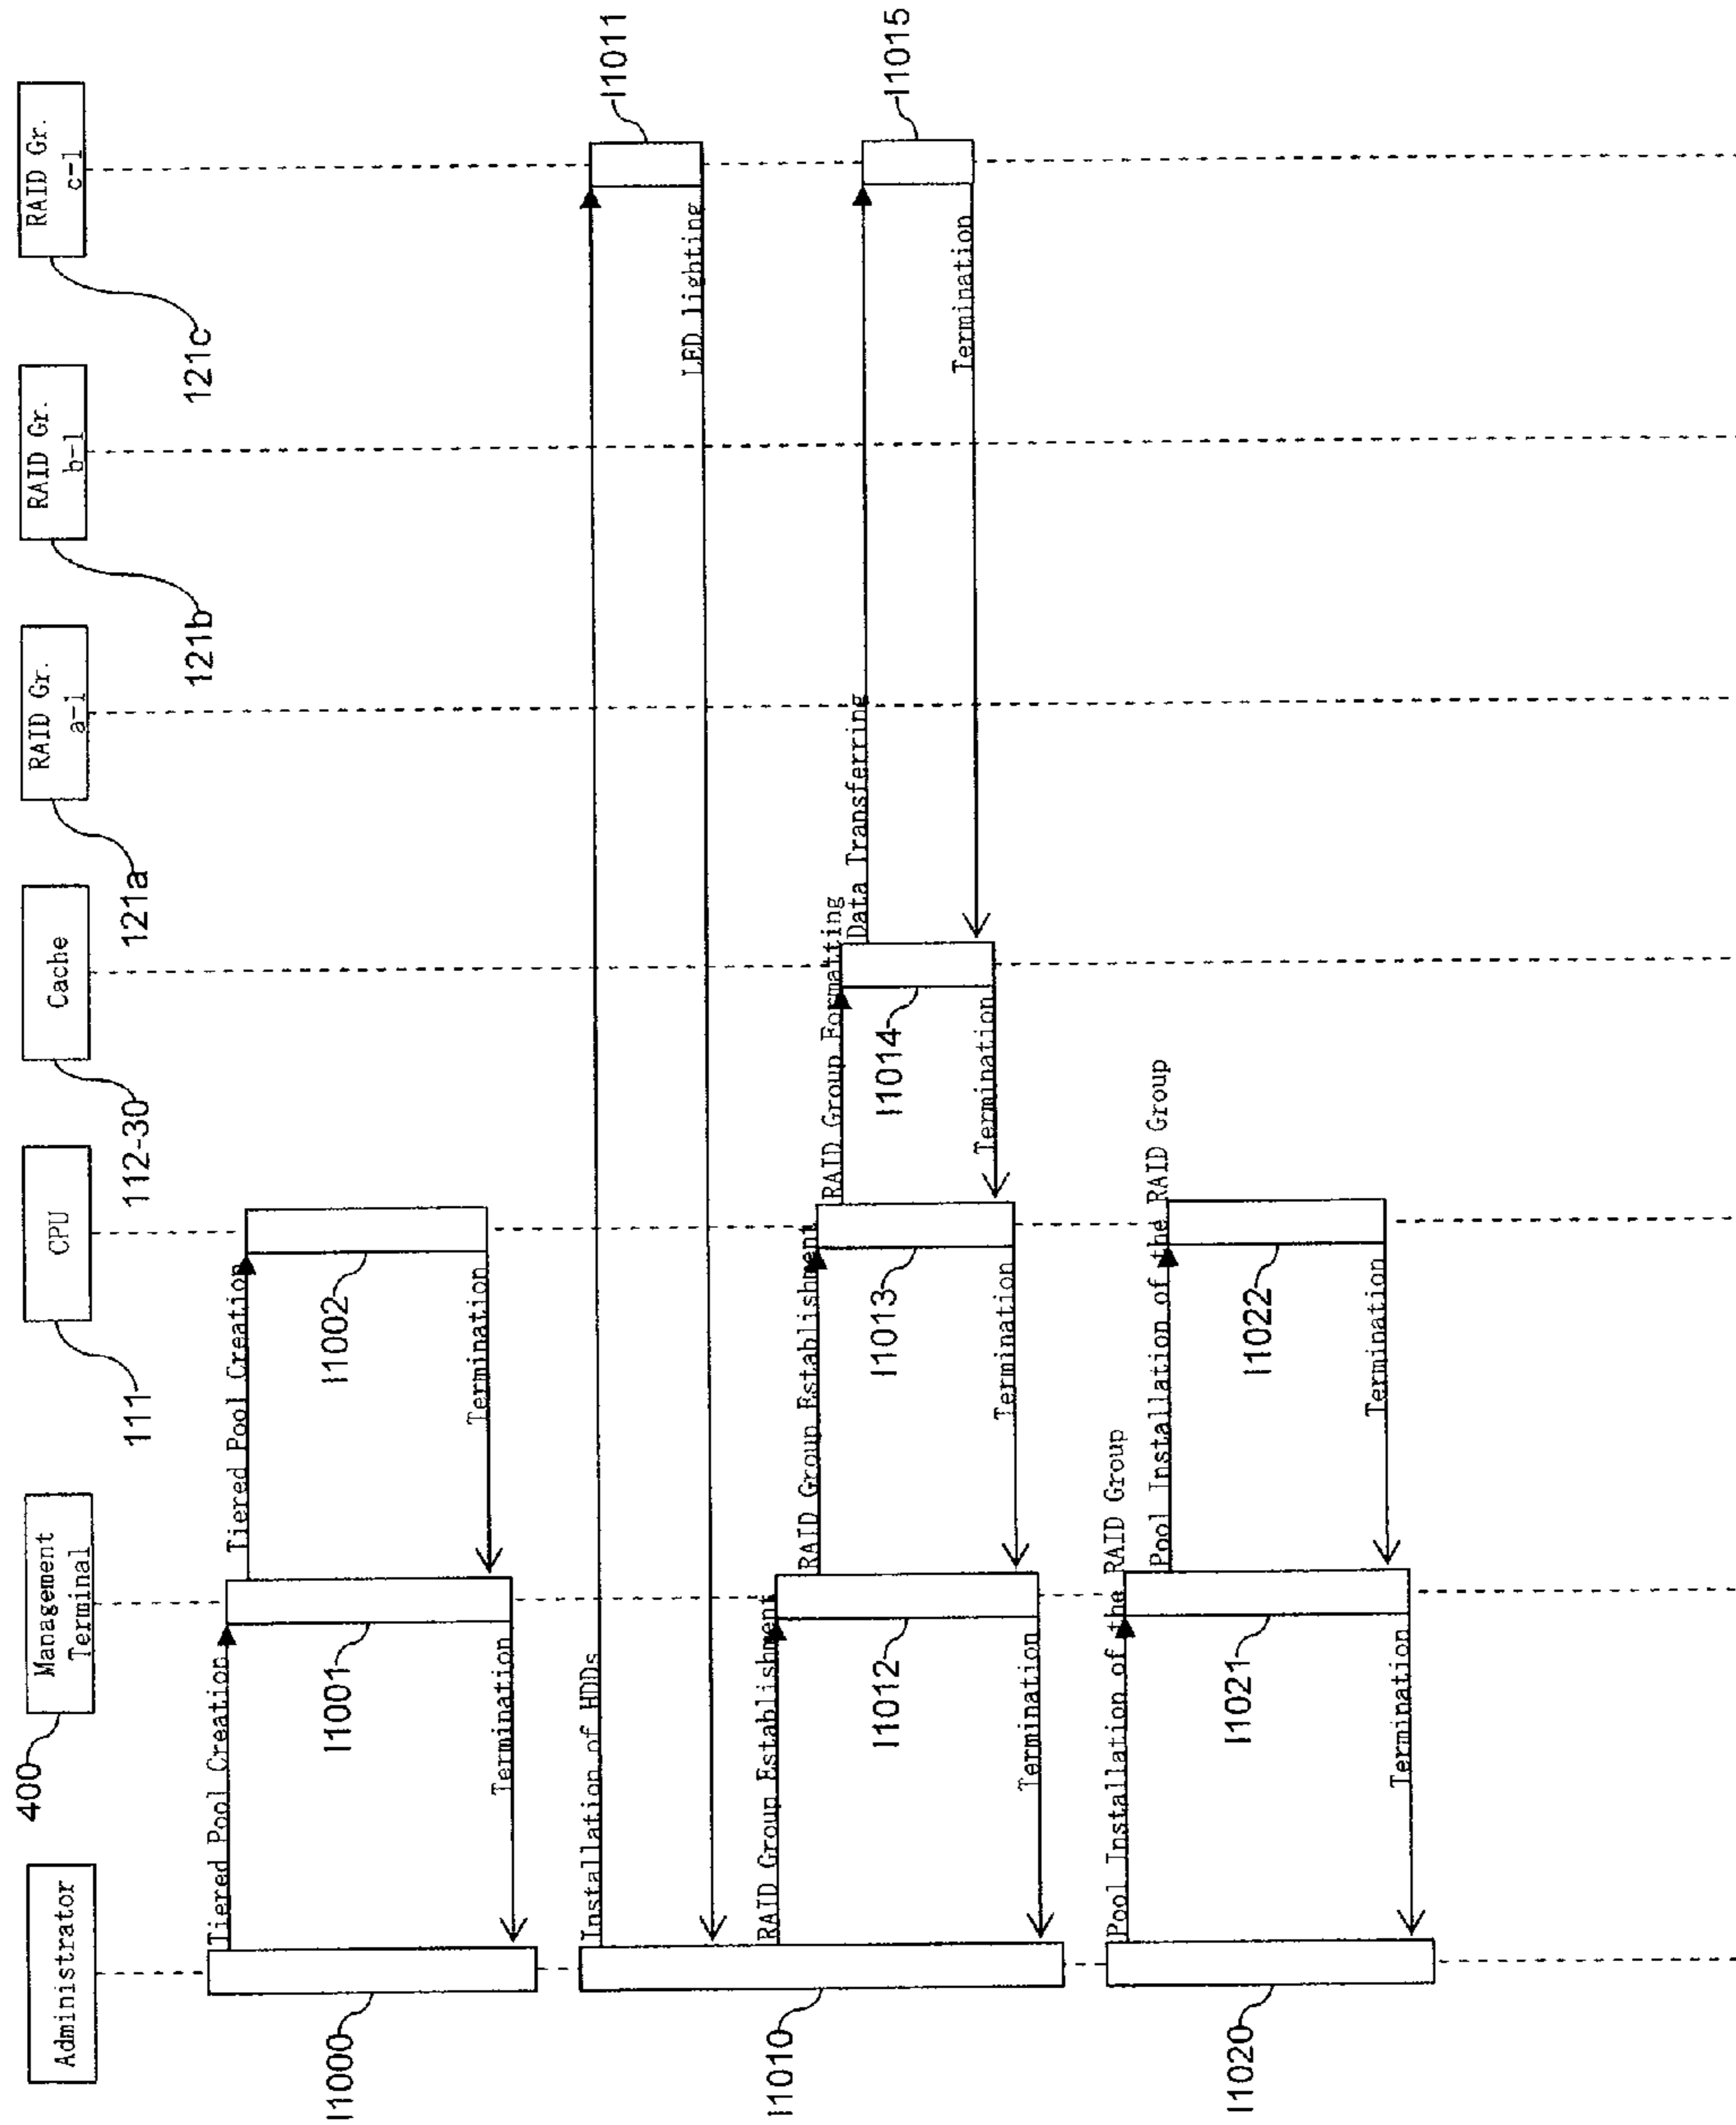 Administrator
400
Management
Terminal
111
CPU
112-30
Cache
121a
RAID Gr.
a-1
121b
RAID Gr.
b-1
121c
RAID Gr.
c-1
I1000
Tiered Pool Creation
I1001
Tiered Pool Creation
I1002
Termination
Termination
I1010
Installation of HDDs
I1011
LED lighting
RAID Group Establishment
I1012
RAID Group Establishment
I1013
RAID Group Formatting
I1014
Data Transferring
I1015
Termination
Termination
Termination
Termination
I1020
Pool Installation of the RAID Group
I1021
Pool Installation of the RAID Group
I1022
Termination
Termination